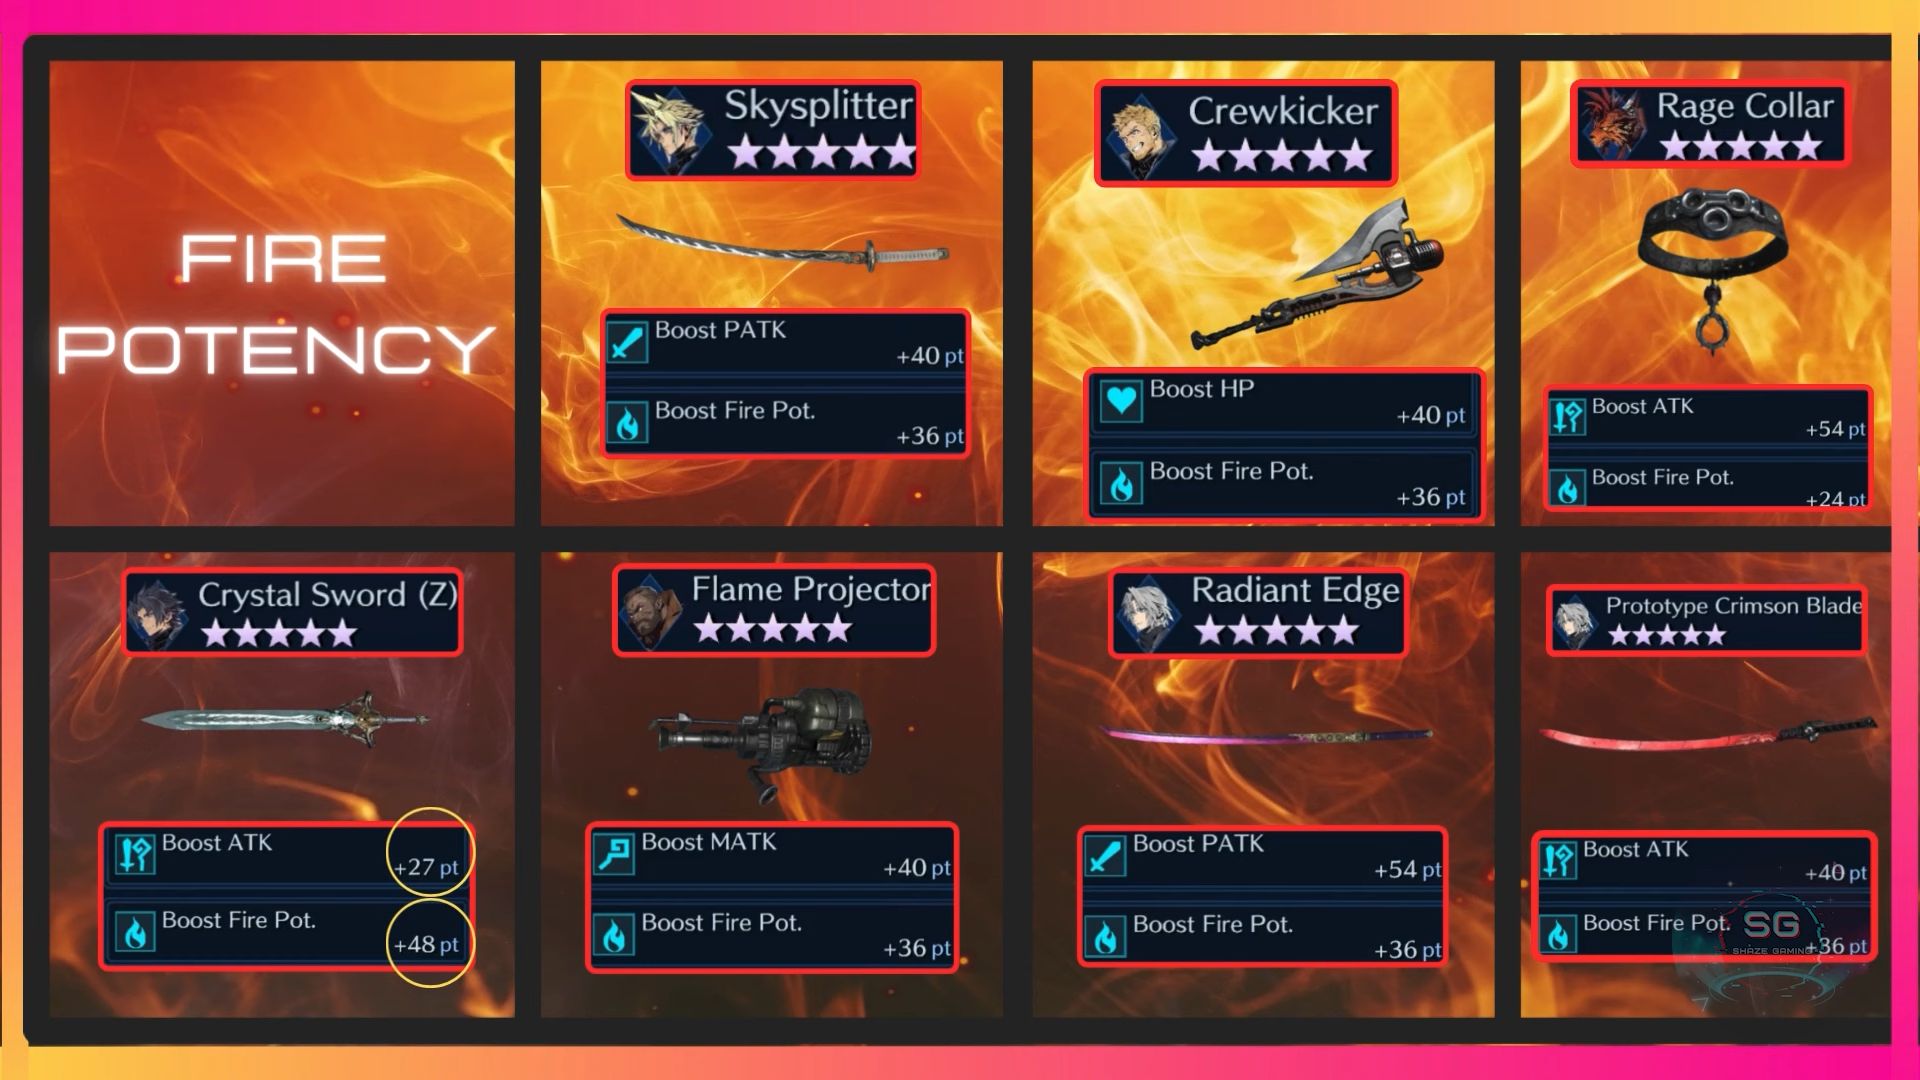 FIRE
POTENCY
Skysplitter
Boost PATK
+40 pt
Boost Fire Pot.
+36 pt
Crewkicker
Boost HP
+40 pt
Boost Fire Pot.
+36 pt
Rage Collar
Boost ATK
+54 pt
Boost Fire Pot.
+24 pt
Crystal Sword (Z)
Boost ATK
+27 pt
Boost Fire Pot.
+48 pt
Flame Projector
Boost MATK
+40 pt
Boost Fire Pot.
+36 pt
Radiant Edge
Boost PATK
+54 pt
Boost Fire Pot.
+36 pt
Prototype Crimson Blade
Boost ATK
+40 pt
Boost Fire Pot.
+36 pt
SG
SHAZE GAMING